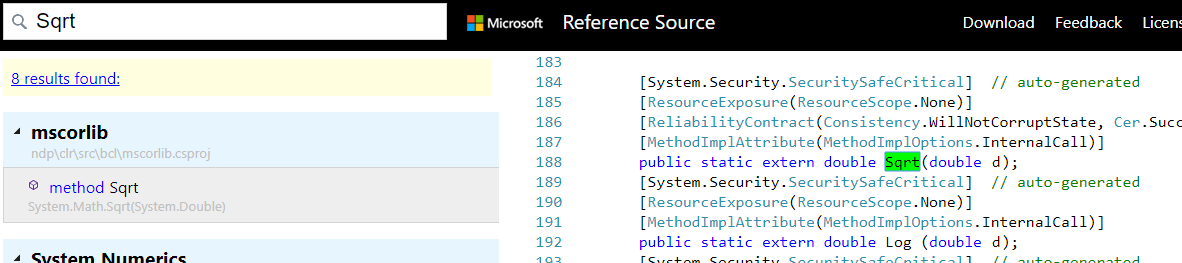 Sqrt
Microsoft Reference Source Download Feedback Licens
8 results found:
mscorlib
ndp\clr\src\bcl\mscorlib.csproj
method Sqrt
System.Math.Sqrt(System.Double)
System.Numerics
183
184 [System.Security.SecuritySafeCritical]  // auto-generated
185 [ResourceExposure(ResourceScope.None)]
186 [ReliabilityContract(Consistency.WillNotCorruptState, Cer.Succ
187 [MethodImplAttribute(MethodImplOptions.InternalCall)]
188 public static extern double Sqrt(double d);
189 [System.Security.SecuritySafeCritical]  // auto-generated
190 [ResourceExposure(ResourceScope.None)]
191 [MethodImplAttribute(MethodImplOptions.InternalCall)]
192 public static extern double Log (double d);
193 [System.Security.SecuritySafeCritical]  // auto-generated